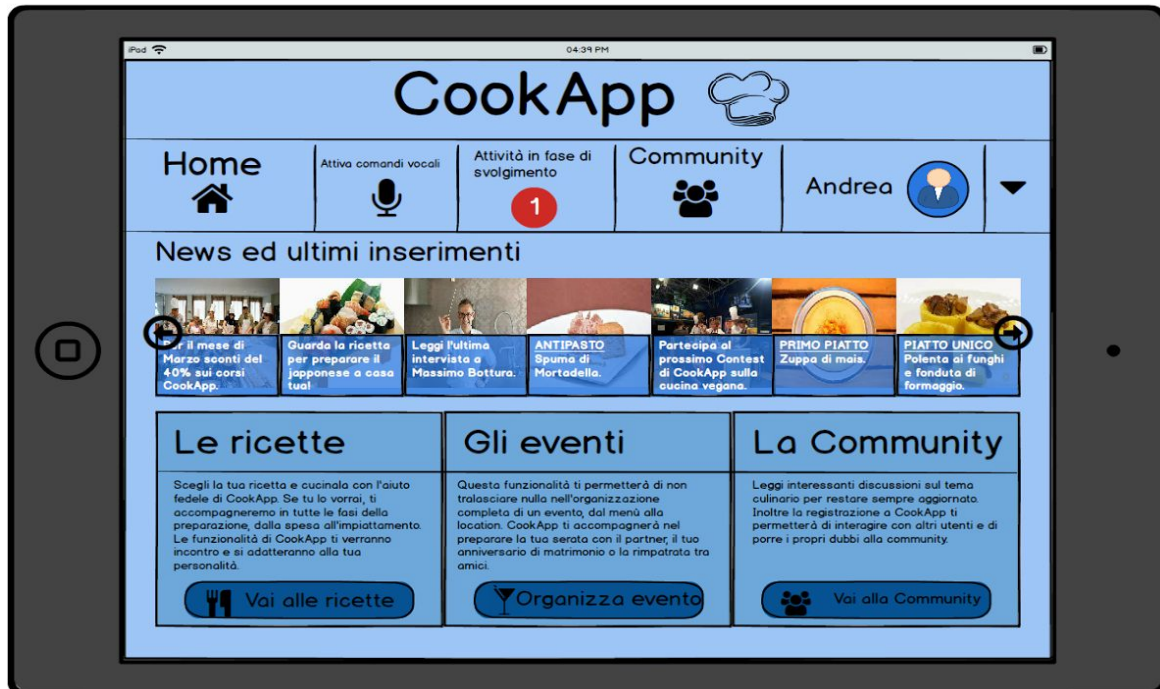 iPad
04:39 PM
CookApp
Home
Attiva comandi vocali
Attività in fase di
svolgimento
1
Community
Andrea
News ed ultimi inserimenti
Per il mese di
Marzo sconti del
40% sui corsi
CookApp.
Guarda la ricetta
per preparare il
japponese a casa
tua!
Leggi l'ultima
intervista a
Massimo Bottura.
ANTIPASTO
Spuma di
Mortadella.
Partecipa al
prossimo Contest
di CookApp sulla
cucina vegana.
PRIMO PIATTO
Zuppa di mais.
PIATTO UNICO
Polenta ai funghi
e fonduta di
formaggio.
Le ricette
Scegli la tua ricetta e cucinala con l'aiuto
fedele di CookApp. Se tu lo vorrai, ti
accompagneremo in tutte le fasi della
preparazione, dalla spesa all'impiattamento.
Le funzionalità di CookApp ti verranno
incontro e si adatteranno alla tua
personalità.
Vai alle ricette
Gli eventi
Questa funzionalità ti permetterà di non
tralasciare nulla nell'organizzazione
completa di un evento, dal menù alla
location. CookApp ti accompagnerà nel
preparare la tua serata con il partner, il tuo
anniversario di matrimonio o la rimpatrata tra
amici.
Organizza evento
La Community
Leggi interessanti discussioni sul tema
culinario per restare sempre aggiornato.
Inoltre la registrazione a CookApp ti
permetterà di interagire con altri utenti e di
porre i propri dubbi alla community.
Vai alla Community